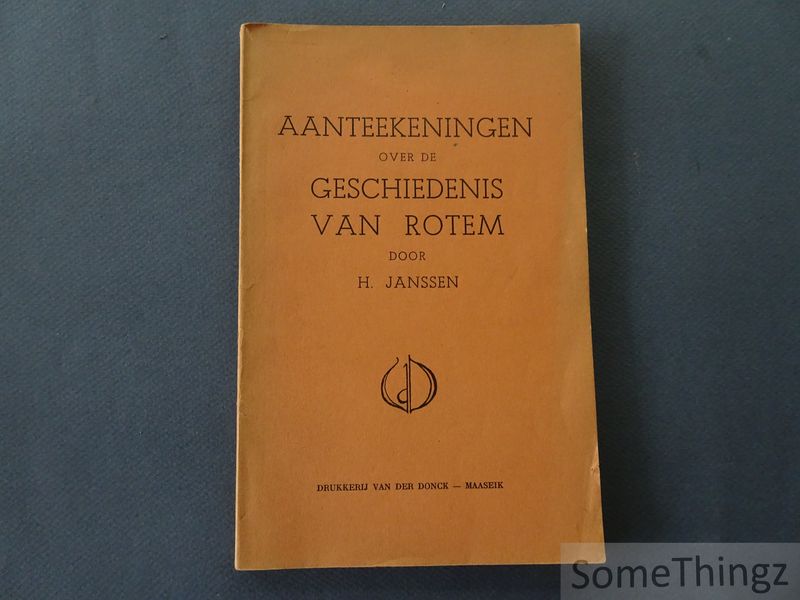 AANTEEKENINGEN
OVER DE
GESCHIEDENIS
VAN ROTEM
DOOR
H. JANSSEN
DRUKKERIJ VAN DER DONCK — MAASEIK
SomeThingz